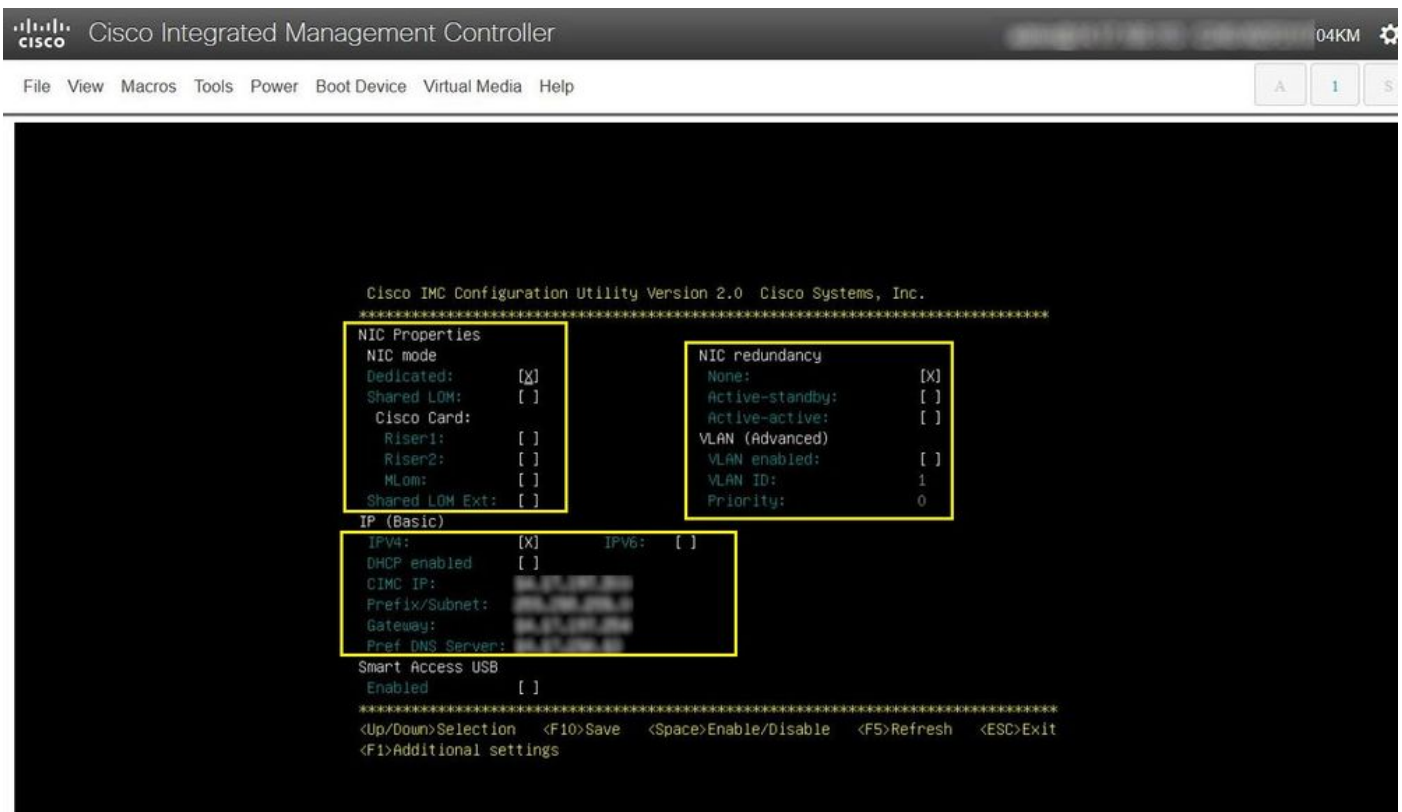 cisco Cisco Integrated Management Controller 04KM
File View Macros Tools Power Boot Device Virtual Media Help A 1 S
Cisco IMC Configuration Utility Version 2.0 Cisco Systems, Inc.
********************************************************************************
NIC Properties
NIC mode NIC redundancy
Dedicated: [X] None: [X]
Shared LOM: [ ] Active-standby: [ ]
Cisco Card: Active-active: [ ]
Riser1: [ ] VLAN (Advanced)
Riser2: [ ] VLAN enabled: [ ]
MLom: [ ] VLAN ID: 1
Shared LOM Ext: [ ] Priority: 0
IP (Basic)
IPV4: [X] IPV6: [ ]
DHCP enabled [ ]
CIMC IP:
Prefix/Subnet:
Gateway:
Pref DNS Server:
Smart Access USB
Enabled [ ]
********************************************************************************
<Up/Down>Selection <F10>Save <Space>Enable/Disable <F5>Refresh <ESC>Exit
<F1>Additional settings